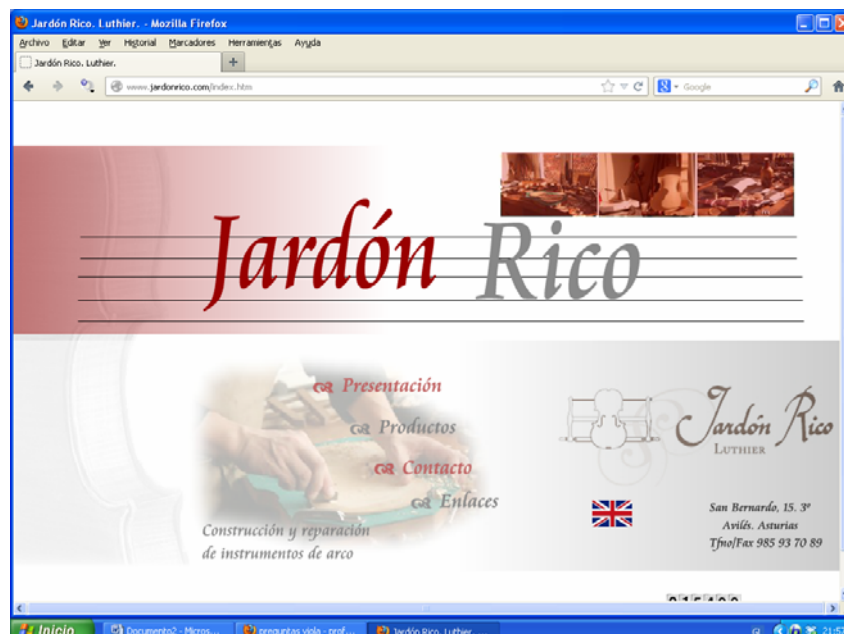 Jardón Rico. Luthier. - Mozilla Firefox
Archivo Editar Ver Historial Marcadores Herramientas Ayuda
Jardón Rico. Luthier.
www.jardonrico.com/index.htm
Google
Jardón Rico
Presentación
Productos
Contacto
Enlaces
Construcción y reparación
de instrumentos de arco
Jardón Rico
LUTHIER
San Bernardo, 15. 3º
Avilés. Asturias
Tfno/Fax 985 93 70 89
Inicio
Documento2 - Micros...
preguntas viola - prof...
Jardón Rico. Luthier. ...
21:57